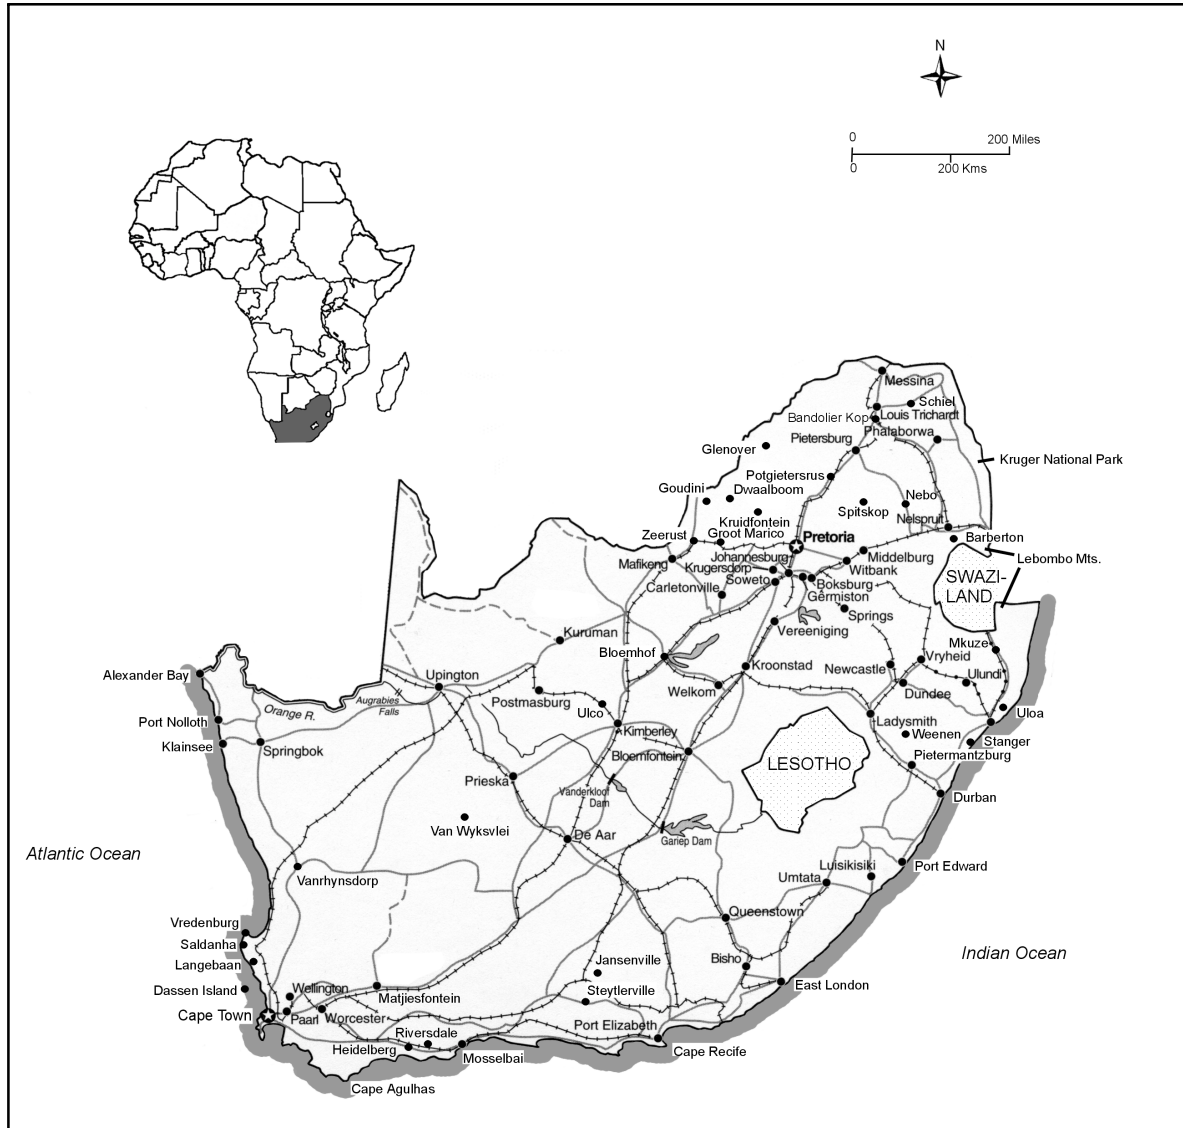 N
0
200 Miles
0
200 Kms
Messina
Schiel
Louis Trichardt
Bandolier Kop
Phalaborwa
Pietersburg
Glenover
Kruger National Park
Potgietersrus
Goudini
Dwaalboom
Nebo
Spitskop
Kruidfontein
Nelspruit
Zeerust
Groot Marico
Pretoria
Barberton
Johannesburg
Middelburg
Lebombo Mts.
Mafikeng
Krugersdorp
Witbank
Soweto
Boksburg
SWAZI-
LAND
Carletonville
Germiston
Springs
Vereeniging
Kuruman
Mkuze
Bloemhof
Vryheid
Kroonstad
Newcastle
Alexander Bay
Upington
Ulundi
Welkom
Dundee
Augrabies
Falls
Postmasburg
Orange R.
Ulco
Uloa
Port Nolloth
Ladysmith
Kimberley
Weenen
Klainsee
Springbok
Stanger
Bloemfontein
Pietermantzburg
LESOTHO
Prieska
Vanderkloof
Dam
Durban
Van Wyksvlei
De Aar
Gariep Dam
Atlantic Ocean
Luisikisiki
Port Edward
Vanrhynsdorp
Umtata
Queenstown
Vredenburg
Saldanha
Indian Ocean
Langebaan
Jansenville
Bisho
Dassen Island
Wellington
Steytlerville
East London
Matjiesfontein
Cape Town
Paarl
Worcester
Riversdale
Port Elizabeth
Heidelberg
Mosselbai
Cape Recife
Cape Agulhas